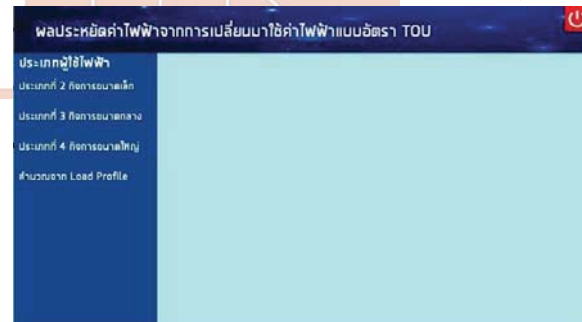 ผลประหยัดค่าไฟฟ้าจากการเปลี่ยนมาใช้ค่าไฟฟ้าแบบอัตรา TOU
ประเภทผู้ใช้ไฟฟ้า
ประเภทที่ 2 กิจการขนาดเล็ก
ประเภทที่ 3 กิจการขนาดกลาง
ประเภทที่ 4 กิจการขนาดใหญ่
คำนวณจาก Load Profile